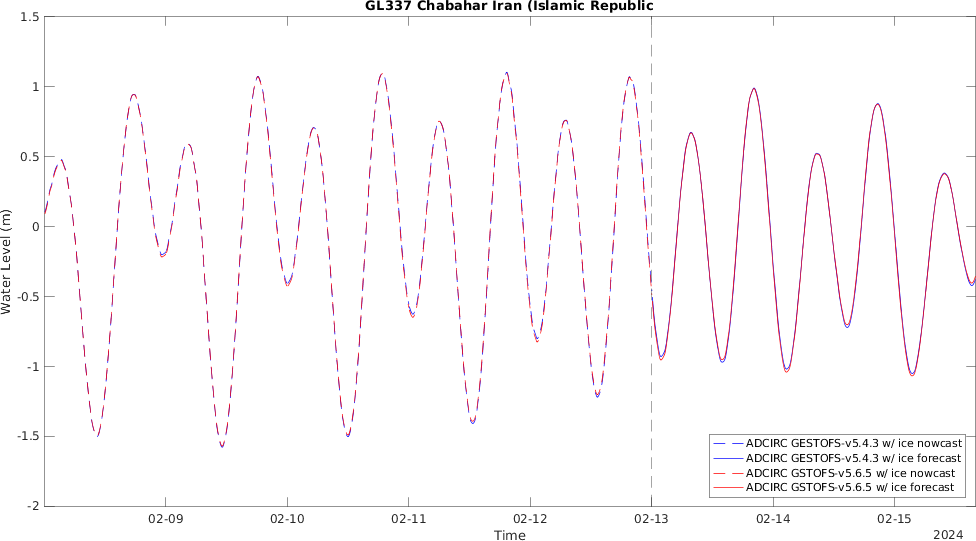 GL337 Chabahar Iran (Islamic Republic
1.5
1
0.5
0
-0.5
-1
-1.5
-2
Water Level (m)
02-09
02-10
02-11
02-12
02-13
02-14
02-15
Time
2024
ADCIRC GESTOFS-v5.4.3 w/ ice nowcast
ADCIRC GESTOFS-v5.4.3 w/ ice forecast
ADCIRC GSTOFS-v5.6.5 w/ ice nowcast
ADCIRC GSTOFS-v5.6.5 w/ ice forecast